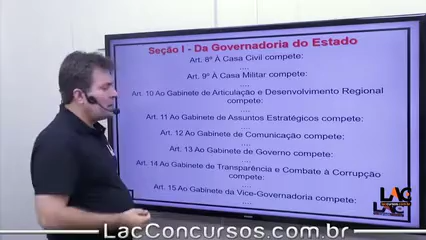 Seção I - Da Governadoria do Estado
Art. 8º À Casa Civil compete:
....
Art. 9º À Casa Militar compete:
....
Art. 10 Ao Gabinete de Articulação e Desenvolvimento Regional
compete:
....
Art. 11 Ao Gabinete de Assuntos Estratégicos compete:
....
Art. 12 Ao Gabinete de Comunicação compete:
....
Art. 13 Ao Gabinete de Governo compete:
....
Art. 14 Ao Gabinete de Transparência e Combate à Corrupção
compete:
....
Art. 15 Ao Gabinete da Vice-Governadoria compete:
....
LAC
LAC
LacConcursos.com.br